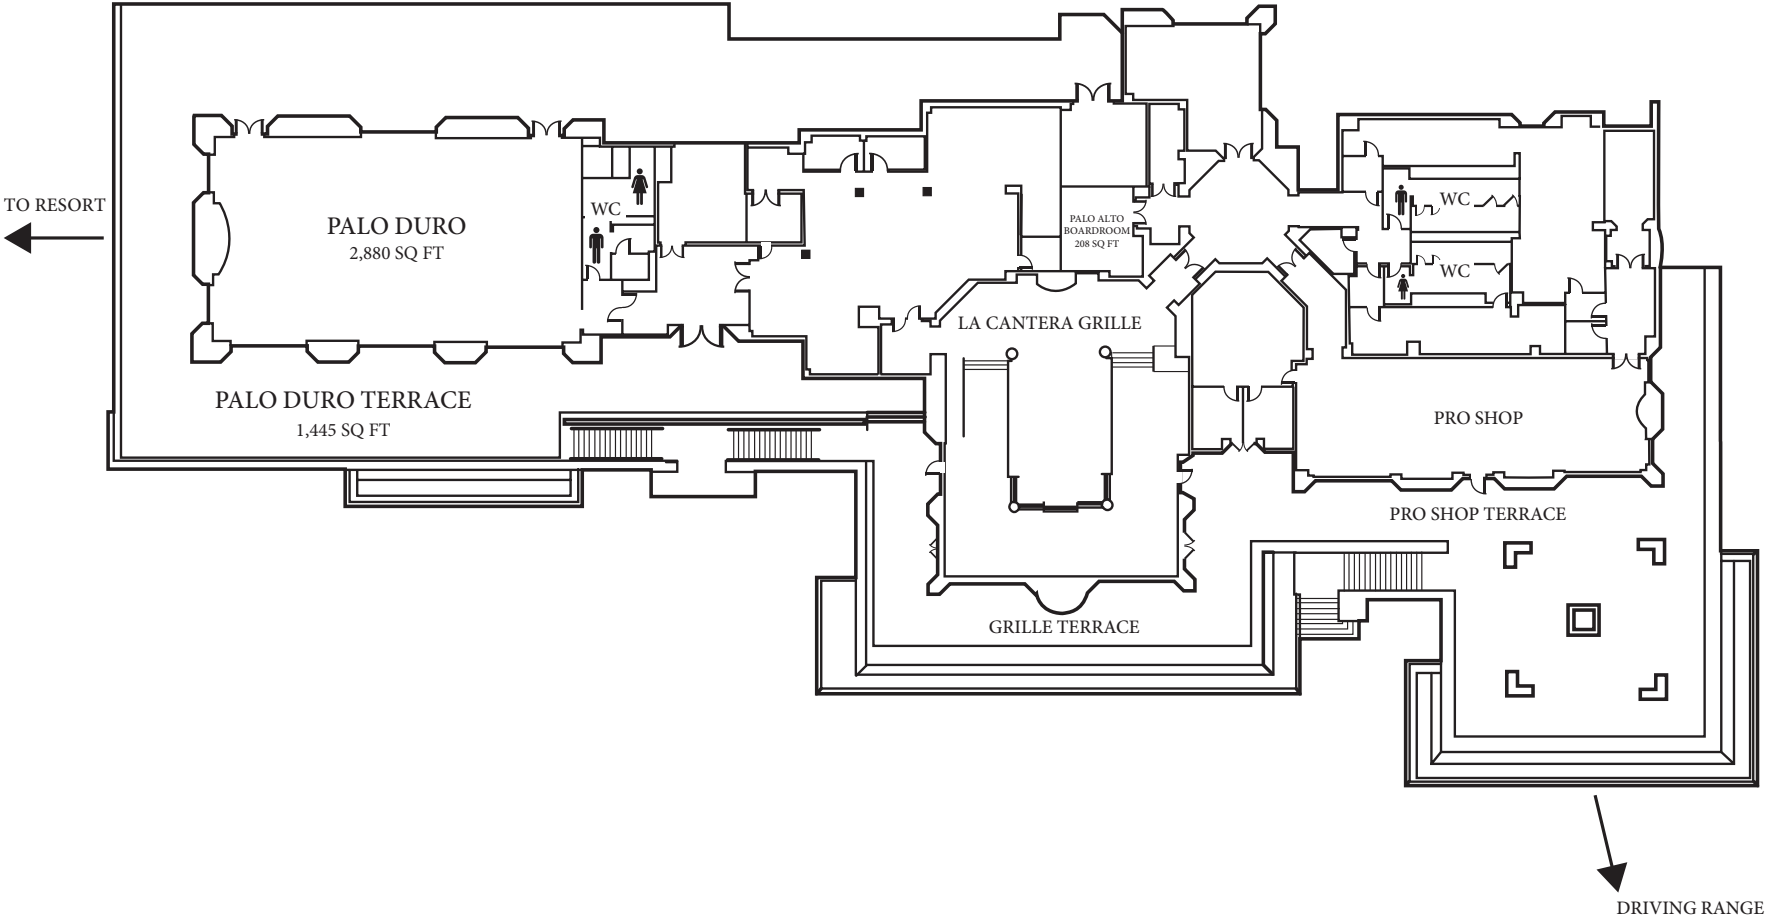 TO RESORT
PALO DURO
2,880 SQ FT
WC
PALO DURO TERRACE
1,445 SQ FT
PALO ALTO
BOARDROOM
208 SQ FT
LA CANTERA GRILLE
GRILLE TERRACE
WC
WC
PRO SHOP
PRO SHOP TERRACE
DRIVING RANGE